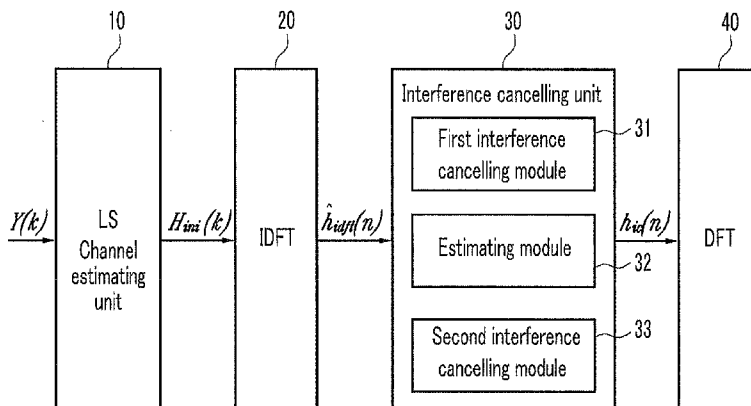 10
20
30
40
Interference cancelling unit
31
First interference
cancelling module
Y(k)
LS
Channel
estimating
unit
H_ini(k)
IDFT
ĥ_idft(n)
Estimating module
32
h_ic(n)
DFT
33
Second interference
cancelling module